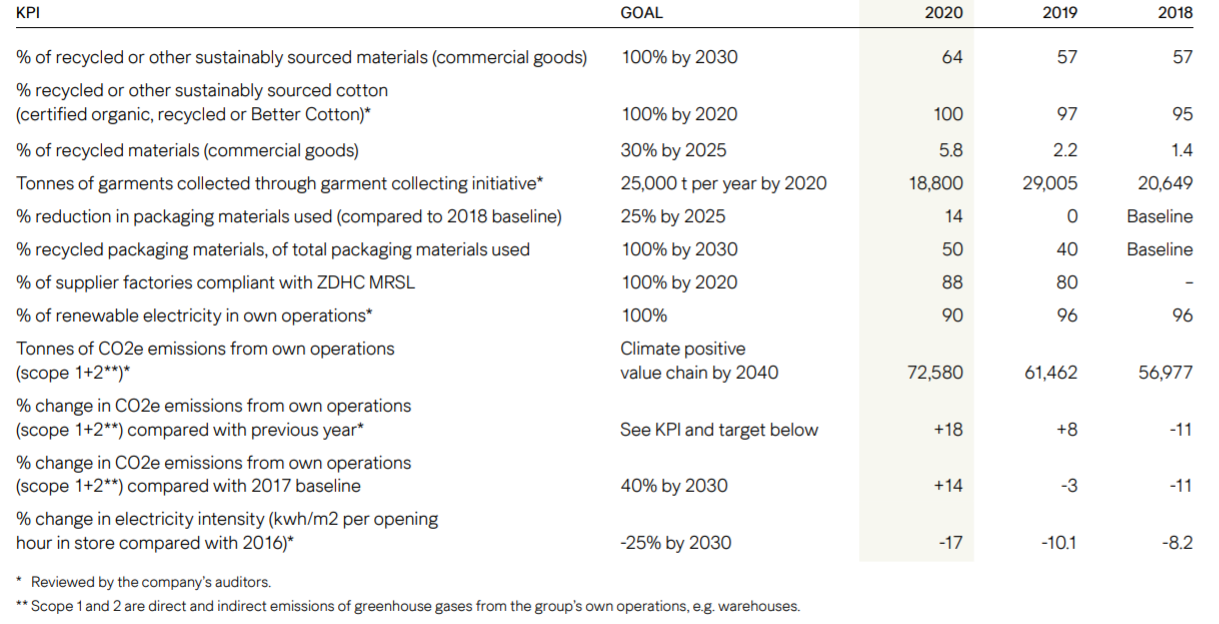 KPI GOAL 2020 2019 2018
% of recycled or other sustainably sourced materials (commercial goods) 100% by 2030 64 57 57
% recycled or other sustainably sourced cotton
(certified organic, recycled or Better Cotton)* 100% by 2020 100 97 95
% of recycled materials (commercial goods) 30% by 2025 5.8 2.2 1.4
Tonnes of garments collected through garment collecting initiative* 25,000 t per year by 2020 18,800 29,005 20,649
% reduction in packaging materials used (compared to 2018 baseline) 25% by 2025 14 0 Baseline
% recycled packaging materials, of total packaging materials used 100% by 2030 50 40 Baseline
% of supplier factories compliant with ZDHC MRSL 100% by 2020 88 80 –
% of renewable electricity in own operations* 100% 90 96 96
Tonnes of CO2e emissions from own operations Climate positive
(scope 1+2**)* value chain by 2040 72,580 61,462 56,977
% change in CO2e emissions from own operations
(scope 1+2**) compared with previous year* See KPI and target below +18 +8 -11
% change in CO2e emissions from own operations
(scope 1+2**) compared with 2017 baseline 40% by 2030 +14 -3 -11
% change in electricity intensity (kwh/m2 per opening
hour in store compared with 2016)* -25% by 2030 -17 -10.1 -8.2
* Reviewed by the company's auditors.
** Scope 1 and 2 are direct and indirect emissions of greenhouse gases from the group's own operations, e.g. warehouses.